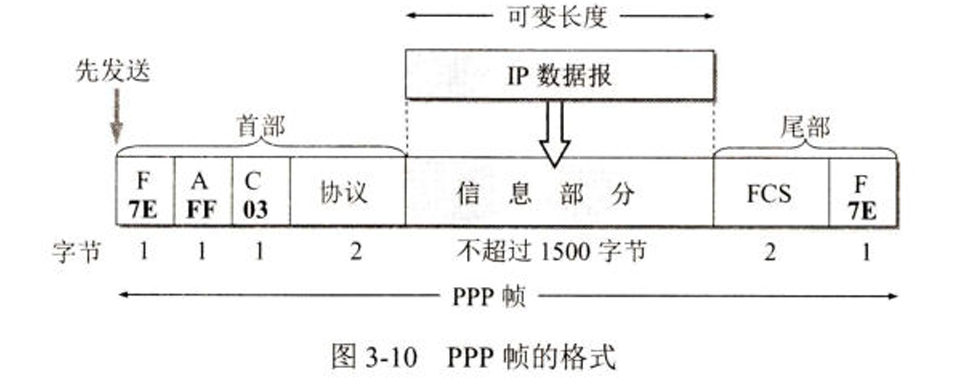 可变长度
先发送
IP 数据报
首部
尾部
F A C
7E FF 03 协议 信息部分 FCS F 7E
字节 1 1 1 2 不超过 1500 字节 2 1
PPP 帧
图 3-10 PPP 帧的格式